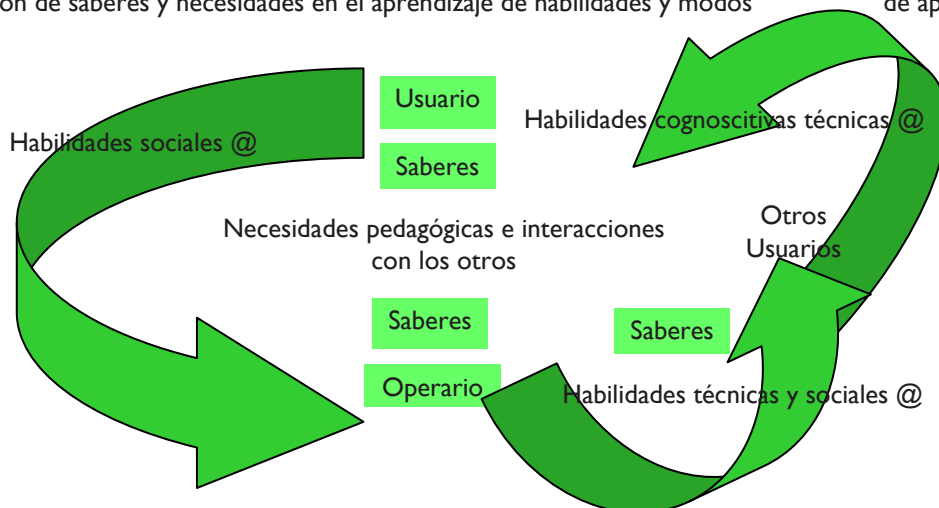 ón de saberes y necesidades en el aprendizaje de habilidades y modos
de ap
Usuario
Habilidades cognoscitivas técnicas @
Habilidades sociales @
Saberes
Otros
Usuarios
Necesidades pedagógicas e interacciones
con los otros
Saberes
Saberes
Operario
Habilidades técnicas y sociales @